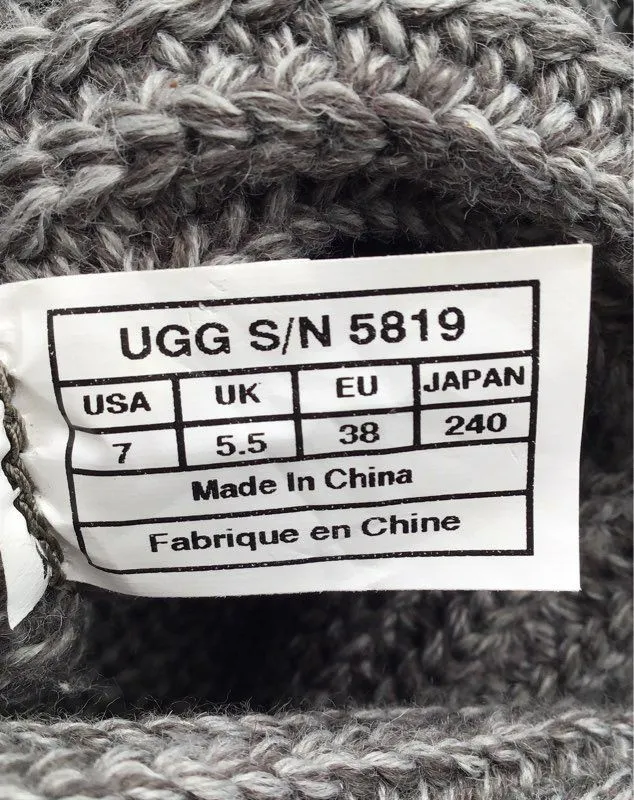 UGG S/N 5819
USA UK EU JAPAN
7 5.5 38 240
Made In China
Fabrique en Chine